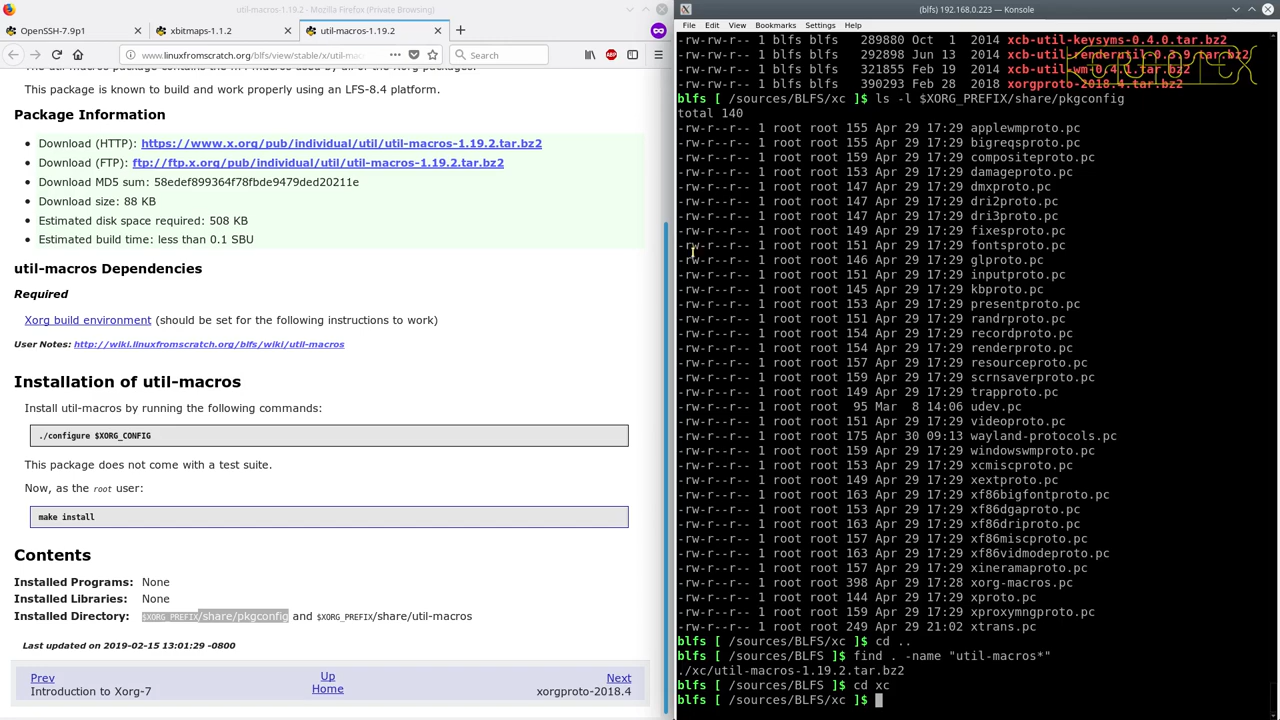 util-macros-1.19.2 - Mozilla Firefox (Private Browsing)
OpenSSH-7.9p1
xbitmaps-1.1.2
util-macros-1.19.2
www.linuxfromscratch.org/blfs/view/stable/x/util-mac
Search
This package is known to build and work properly using an LFS-8.4 platform.
Package Information
Download (HTTP): https://www.x.org/pub/individual/util/util-macros-1.19.2.tar.bz2
Download (FTP): ftp://ftp.x.org/pub/individual/util/util-macros-1.19.2.tar.bz2
Download MD5 sum: 58edef899364f78fbde9479ded20211e
Download size: 88 KB
Estimated disk space required: 508 KB
Estimated build time: less than 0.1 SBU
util-macros Dependencies
Required
Xorg build environment (should be set for the following instructions to work)
User Notes: http://wiki.linuxfromscratch.org/blfs/wiki/util-macros
Installation of util-macros
Install util-macros by running the following commands:
./configure $XORG_CONFIG
This package does not come with a test suite.
Now, as the root user:
make install
Contents
Installed Programs: None
Installed Libraries: None
Installed Directory: $XORG_PREFIX/share/pkgconfig and $XORG_PREFIX/share/util-macros
Last updated on 2019-02-15 13:01:29 -0800
Prev
Introduction to Xorg-7
Up
Home
Next
xorgproto-2018.4
(blfs) 192.168.0.223 — Konsole
File Edit View Bookmarks Settings Help
-rw-rw-r-- 1 blfs blfs 289880 Oct 1 2014 xcb-util-keysyms-0.4.0.tar.bz2
-rw-rw-r-- 1 blfs blfs 292898 Jun 13 2014 xcb-util-renderutil-0.3.9.tar.bz2
-rw-rw-r-- 1 blfs blfs 321855 Feb 19 2014 xcb-util-wm-0.4.1.tar.bz2
-rw-rw-r-- 1 blfs blfs 390293 Feb 28 2018 xorgproto-2018.4.tar.bz2
blfs [ /sources/BLFS/xc ]$ ls -l $XORG_PREFIX/share/pkgconfig
total 140
-rw-r--r-- 1 root root 155 Apr 29 17:29 applewmproto.pc
-rw-r--r-- 1 root root 155 Apr 29 17:29 bigreqsproto.pc
-rw-r--r-- 1 root root 159 Apr 29 17:29 compositeproto.pc
-rw-r--r-- 1 root root 153 Apr 29 17:29 damageproto.pc
-rw-r--r-- 1 root root 147 Apr 29 17:29 dmxproto.pc
-rw-r--r-- 1 root root 147 Apr 29 17:29 dri2proto.pc
-rw-r--r-- 1 root root 147 Apr 29 17:29 dri3proto.pc
-rw-r--r-- 1 root root 149 Apr 29 17:29 fixesproto.pc
-rw-r--r-- 1 root root 151 Apr 29 17:29 fontsproto.pc
-rw-r--r-- 1 root root 146 Apr 29 17:29 glproto.pc
-rw-r--r-- 1 root root 151 Apr 29 17:29 inputproto.pc
-rw-r--r-- 1 root root 145 Apr 29 17:29 kbproto.pc
-rw-r--r-- 1 root root 153 Apr 29 17:29 presentproto.pc
-rw-r--r-- 1 root root 151 Apr 29 17:29 randrproto.pc
-rw-r--r-- 1 root root 154 Apr 29 17:29 recordproto.pc
-rw-r--r-- 1 root root 154 Apr 29 17:29 renderproto.pc
-rw-r--r-- 1 root root 157 Apr 29 17:29 resourceproto.pc
-rw-r--r-- 1 root root 159 Apr 29 17:29 scrnsaverproto.pc
-rw-r--r-- 1 root root 149 Apr 29 17:29 trapproto.pc
-rw-r--r-- 1 root root 95 Mar 8 14:06 udev.pc
-rw-r--r-- 1 root root 151 Apr 29 17:29 videoproto.pc
-rw-r--r-- 1 root root 175 Apr 30 09:13 wayland-protocols.pc
-rw-r--r-- 1 root root 159 Apr 29 17:29 windowswmproto.pc
-rw-r--r-- 1 root root 153 Apr 29 17:29 xcmiscproto.pc
-rw-r--r-- 1 root root 149 Apr 29 17:29 xextproto.pc
-rw-r--r-- 1 root root 163 Apr 29 17:29 xf86bigfontproto.pc
-rw-r--r-- 1 root root 155 Apr 29 17:29 xf86dgaproto.pc
-rw-r--r-- 1 root root 163 Apr 29 17:29 xf86driproto.pc
-rw-r--r-- 1 root root 157 Apr 29 17:29 xf86miscproto.pc
-rw-r--r-- 1 root root 163 Apr 29 17:29 xf86vidmodeproto.pc
-rw-r--r-- 1 root root 157 Apr 29 17:29 xineramaproto.pc
-rw-r--r-- 1 root root 398 Apr 29 17:28 xorg-macros.pc
-rw-r--r-- 1 root root 144 Apr 29 17:29 xproto.pc
-rw-r--r-- 1 root root 159 Apr 29 17:29 xproxymngproto.pc
-rw-r--r-- 1 root root 249 Apr 29 21:02 xtrans.pc
blfs [ /sources/BLFS/xc ]$ cd ..
blfs [ /sources/BLFS ]$ find . -name "util-macros*"
./xc/util-macros-1.19.2.tar.bz2
blfs [ /sources/BLFS ]$ cd xc
blfs [ /sources/BLFS/xc ]$